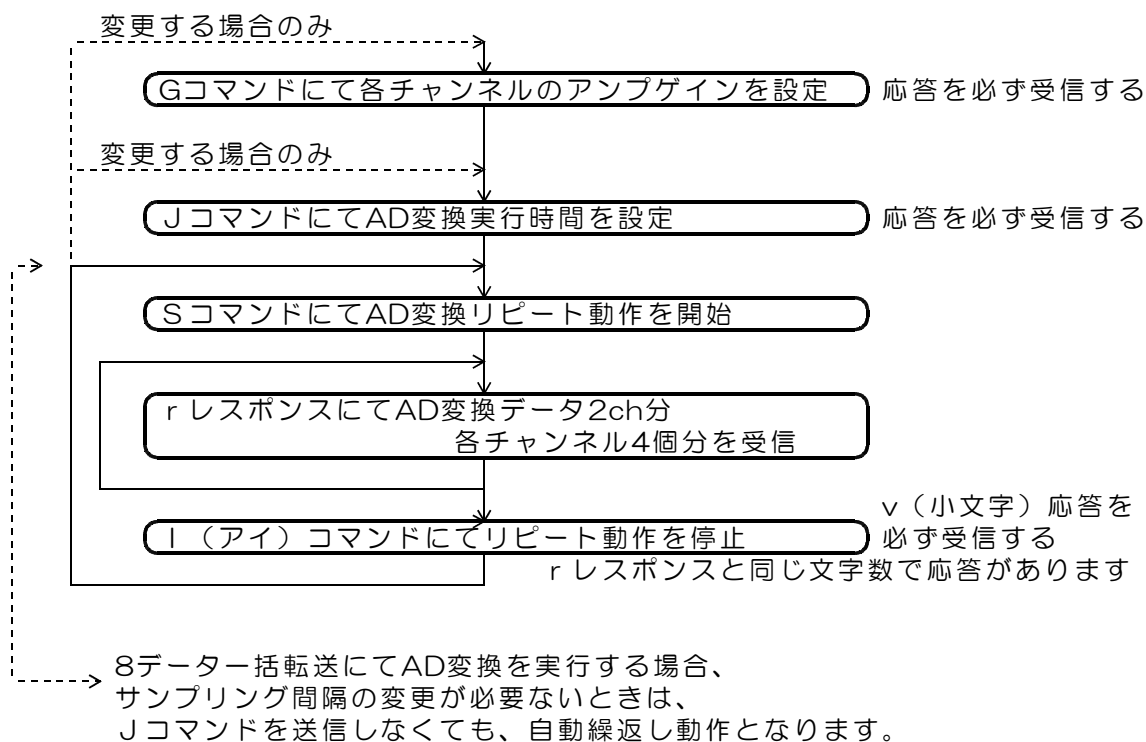 変更する場合のみ
Gコマンドにて各チャンネルのアンプゲインを設定
応答を必ず受信する
変更する場合のみ
JコマンドにてAD変換実行時間を設定
応答を必ず受信する
SコマンドにてAD変換リピート動作を開始
rレスポンスにてAD変換データ2ch分
各チャンネル4個分を受信
v(小文字)応答を
I(アイ)コマンドにてリピート動作を停止
必ず受信する
rレスポンスと同じ文字数で応答があります
8データ一括転送にてAD変換を実行する場合、
サンプリング間隔の変更が必要ないときは、
Jコマンドを送信しなくても、自動繰返し動作となります。